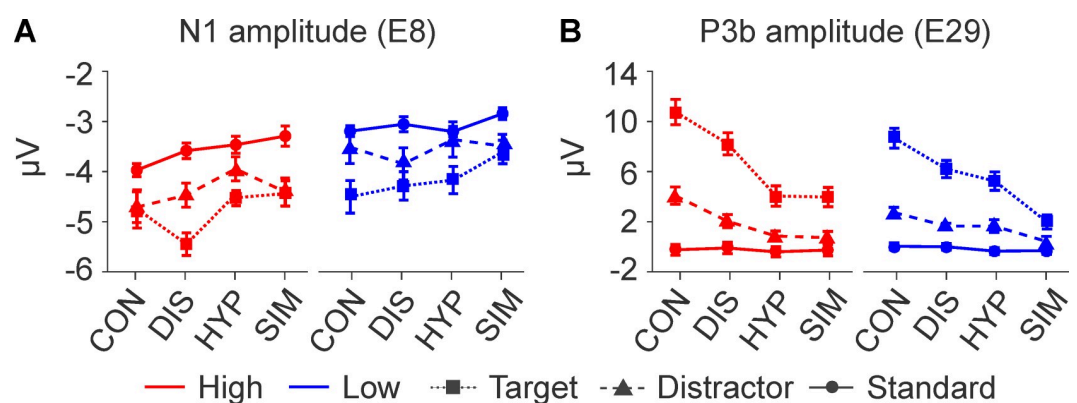 A N1 amplitude (E8)
µV
-2
-3
-4
-5
-6
CON DIS HYP SIM CON DIS HYP SIM
B P3b amplitude (E29)
µV
14
10
6
2
-2
CON DIS HYP SIM CON DIS HYP SIM
High Low Target Distractor Standard